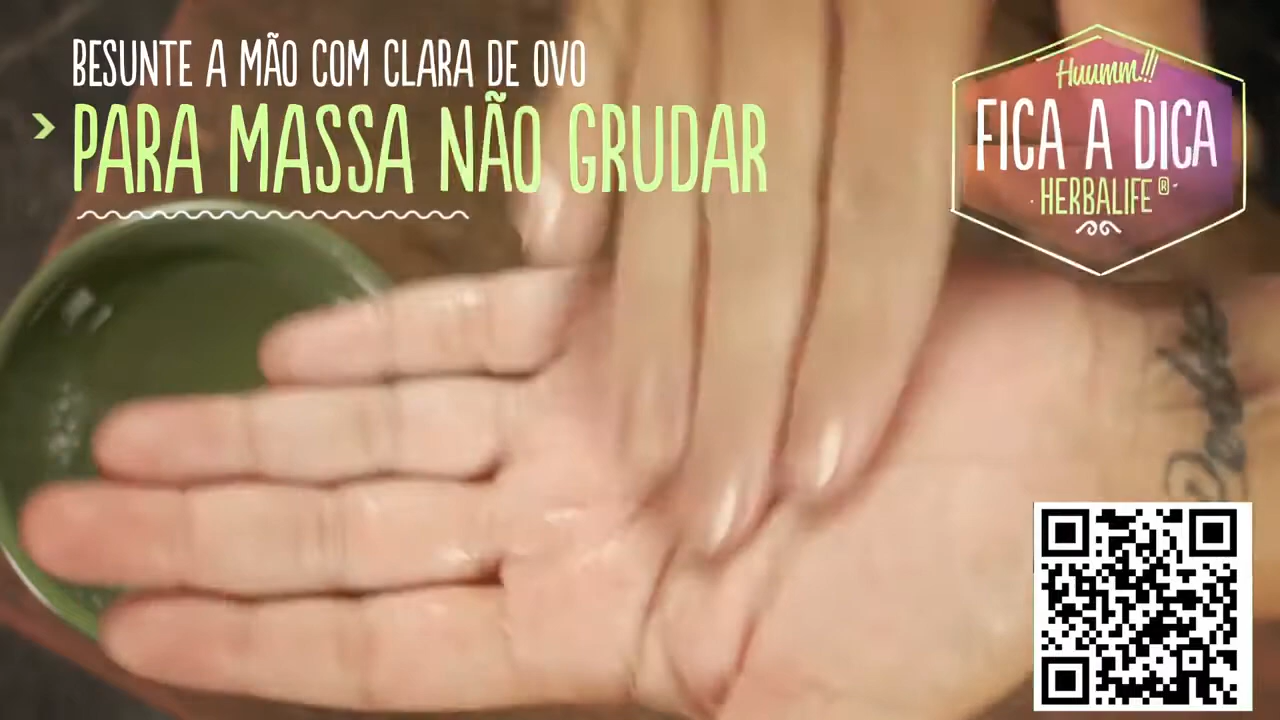 BESUNTE A MÃO COM CLARA DE OVO
PARA MASSA NÃO GRUDAR
Huumm!!!
FICA A DICA
HERBALIFE®